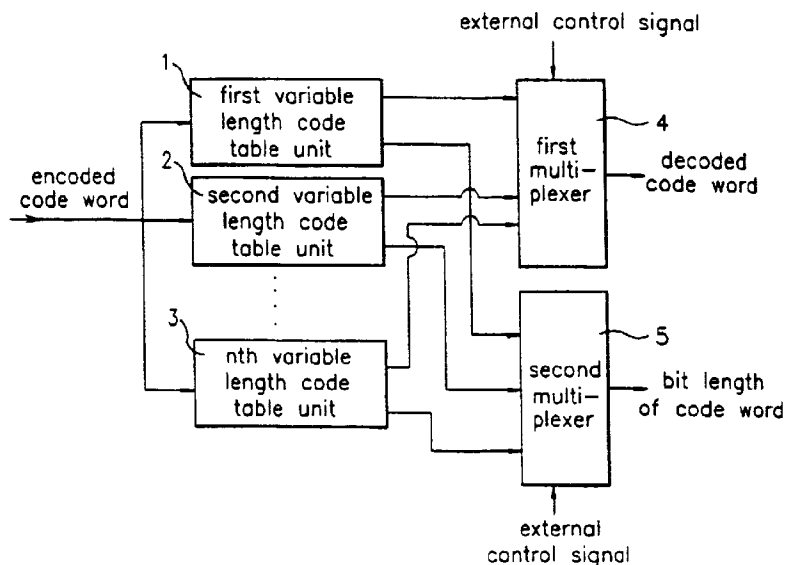 external control signal
1
first variable
length code
table unit
4
first
multi-
plexer
decoded
code word
encoded
code word
2
second variable
length code
table unit
3
nth variable
length code
table unit
5
second
multi-
plexer
bit length
of code word
external
control signal